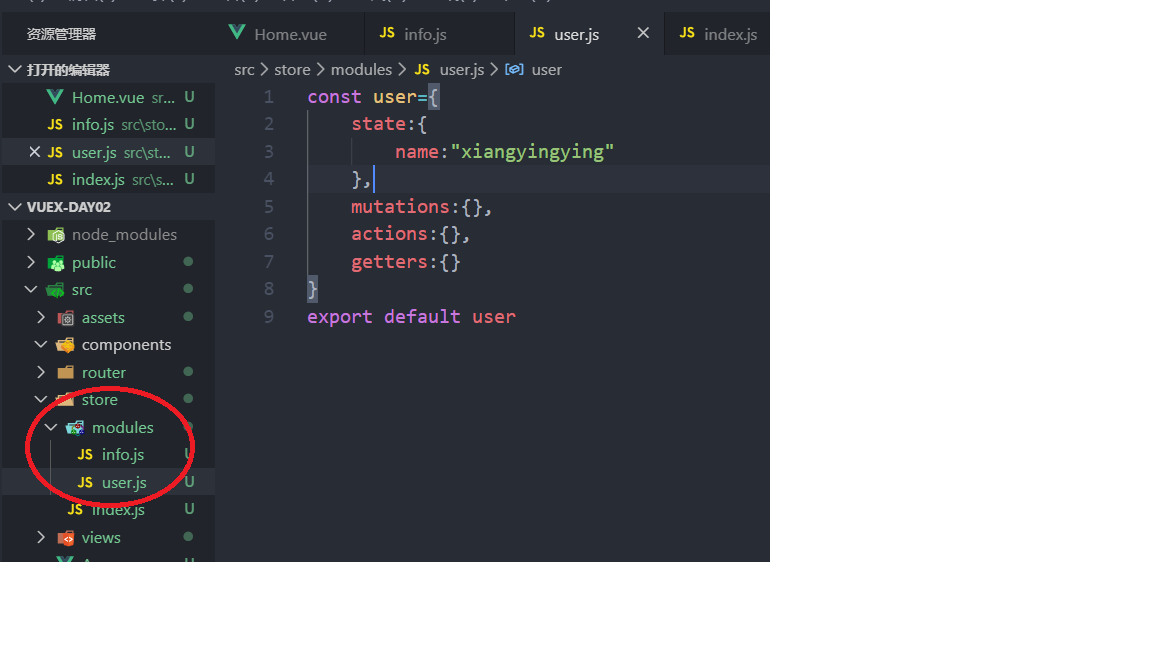 资源管理器
Home.vue
JS info.js
JS user.js ×
JS index.js
打开的编辑器
Home.vue sr... U
JS info.js src\sto... U
× JS user.js src\st... U
JS index.js src\s... U
VUEX-DAY02
node_modules
public
src
assets
components
router
store
modules
JS info.js U
JS user.js U
JS index.js U
views
src > store > modules > JS user.js > user
1 const user={
2 state:{
3 name:"xiangyingying"
4 },
5 mutations:{},
6 actions:{},
7 getters:{}
8 }
9 export default user